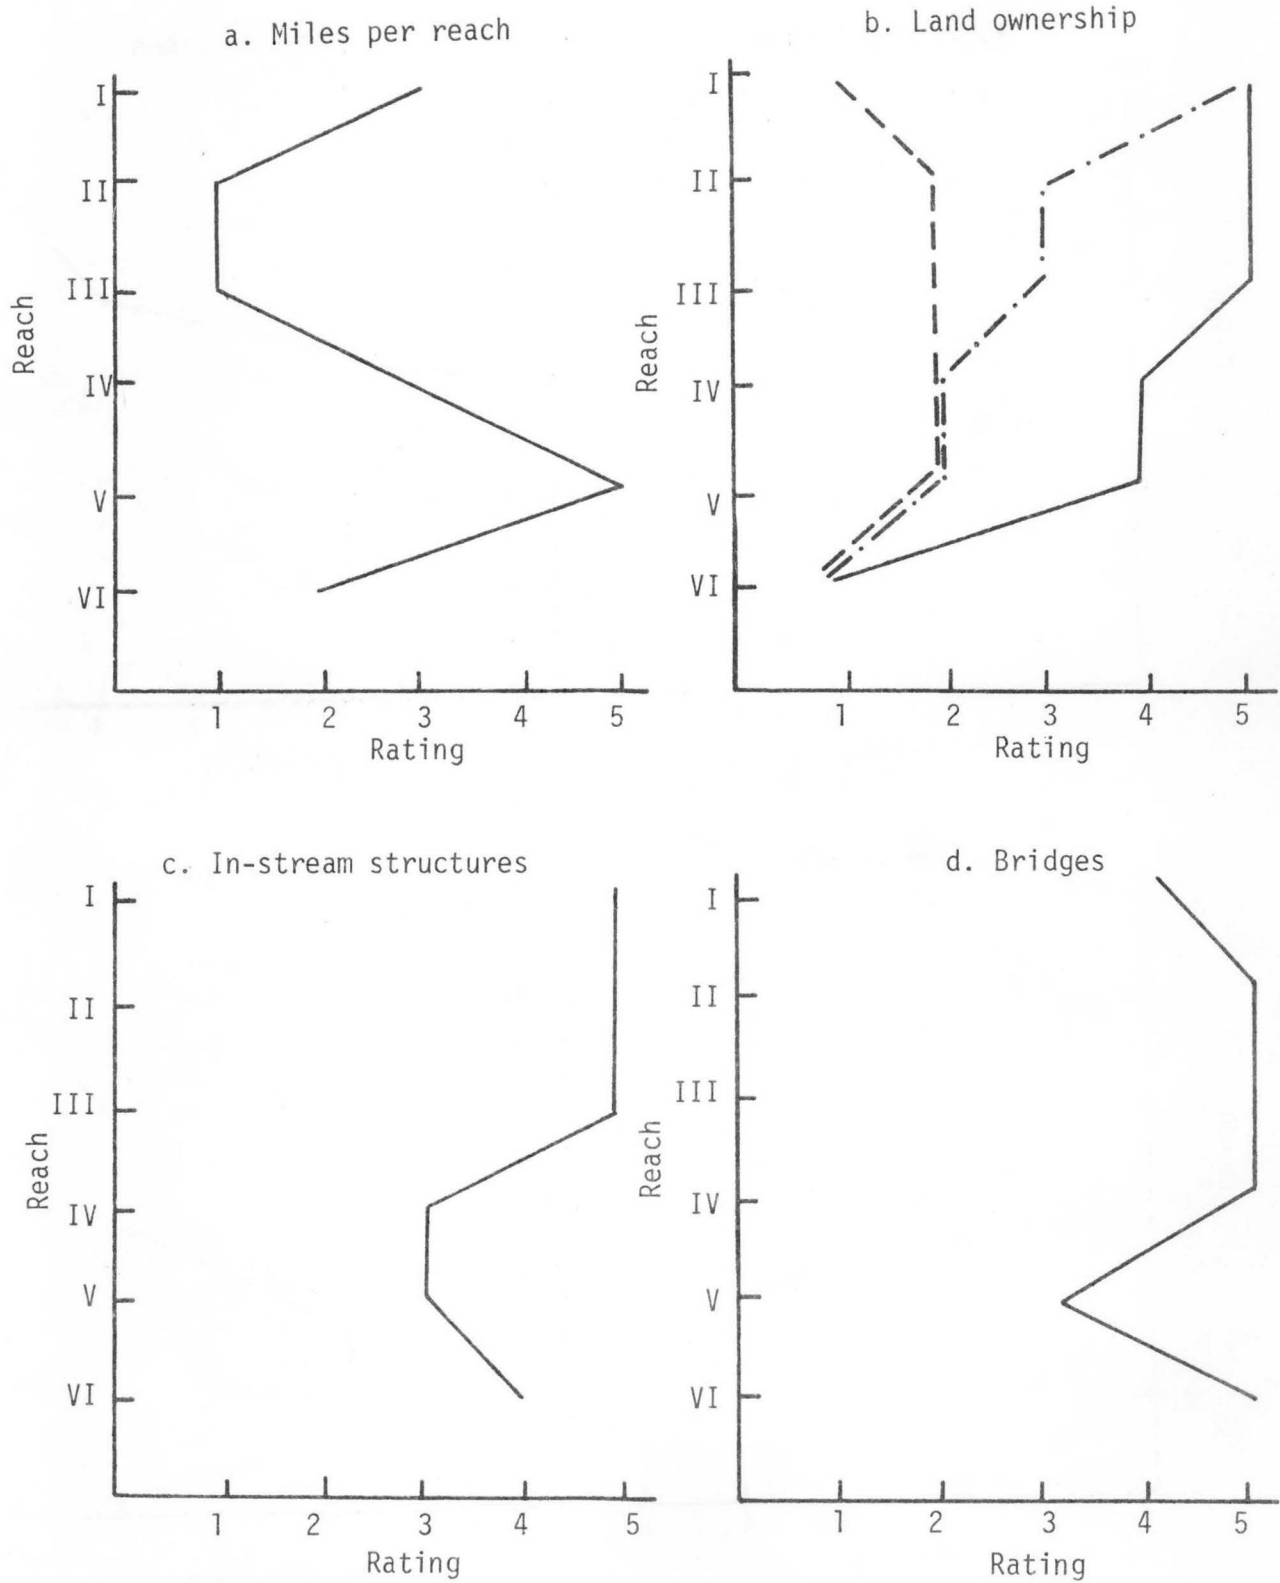 a. Miles per reach
I
II
III
IV
V
VI
Reach
1 2 3 4 5
Rating
b. Land ownership
I
II
III
IV
V
VI
Reach
1 2 3 4 5
Rating
c. In-stream structures
I
II
III
IV
V
VI
Reach
1 2 3 4 5
Rating
d. Bridges
I
II
III
IV
V
VI
Reach
1 2 3 4 5
Rating